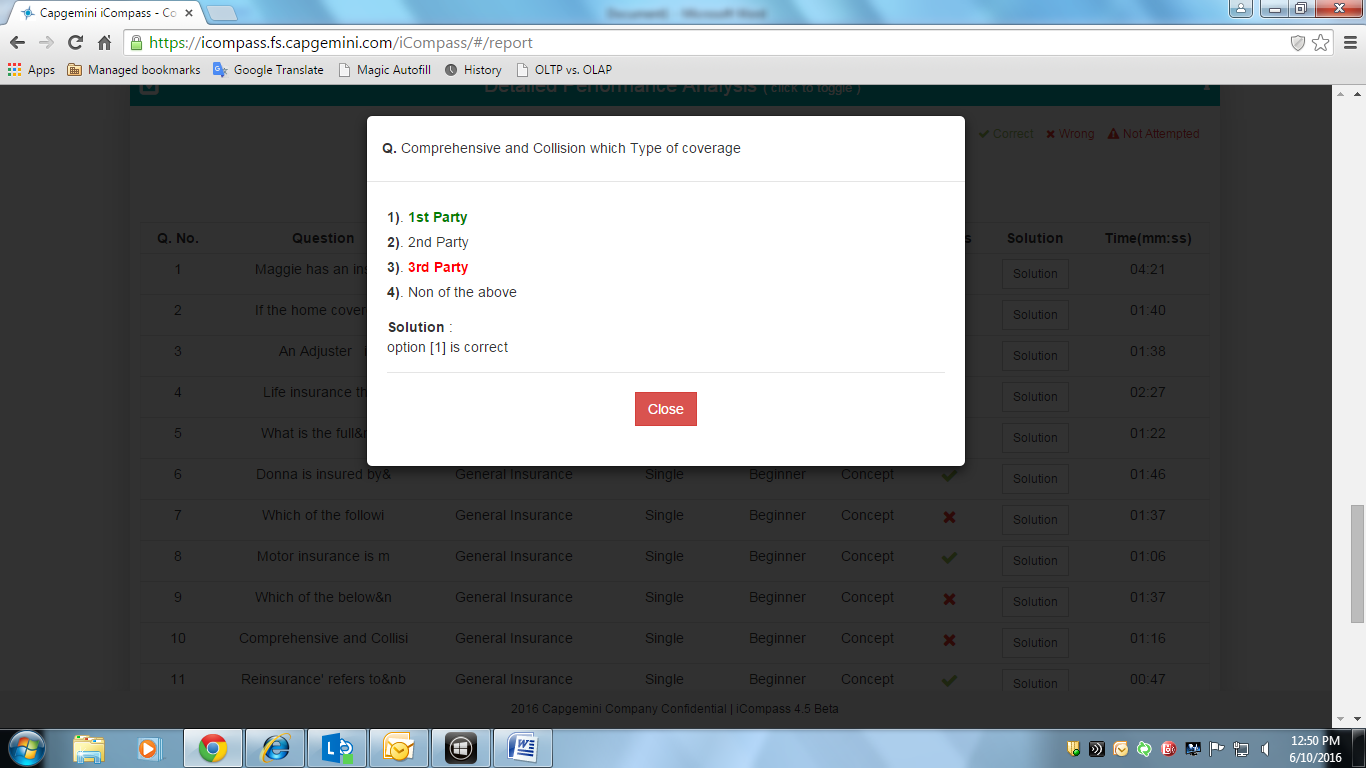 Capgemini iCompass - Co
Document1 - Microsoft Word
https://icompass.fs.capgemini.com/iCompass/#/report
Apps Managed bookmarks Google Translate Magic Autofill History OLTP vs. OLAP
Detailed Performance Analysis ( click to toggle )
Correct Wrong Not Attempted
Q. Comprehensive and Collision which Type of coverage
1). 1st Party
2). 2nd Party
3). 3rd Party
4). Non of the above
Solution :
option [1] is correct
Close
Q. No. Question s Solution Time(mm:ss)
1 Maggie has an ins Solution 04:21
2 If the home cover Solution 01:40
3 An Adjuster Solution 01:38
4 Life insurance th Solution 02:27
5 What is the full& Solution 01:22
6 Donna is insured by& General Insurance Single Beginner Concept Solution 01:46
7 Which of the followi General Insurance Single Beginner Concept Solution 01:37
8 Motor insurance is m General Insurance Single Beginner Concept Solution 01:06
9 Which of the below&n General Insurance Single Beginner Concept Solution 01:37
10 Comprehensive and Collisi General Insurance Single Beginner Concept Solution 01:16
11 Reinsurance' refers to&nb General Insurance Single Beginner Concept Solution 00:47
2016 Capgemini Company Confidential | iCompass 4.5 Beta
12:50 PM
6/10/2016